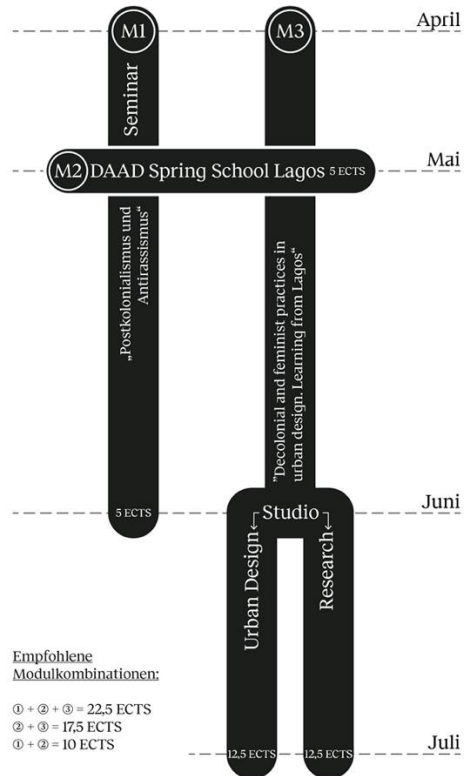 April
M1
M3
Seminar
Mai
M2 DAAD Spring School Lagos 5 ECTS
„Postkolonialismus und
Antirassismus“
"Decolonial and feminist practices in
urban design. Learning from Lagos“
Juni
5 ECTS
Studio
Urban Design
Research
Empfohlene
Modulkombinationen:
① + ② + ③ = 22,5 ECTS
② + ③ = 17,5 ECTS
① + ② = 10 ECTS
12,5 ECTS
12,5 ECTS
Juli